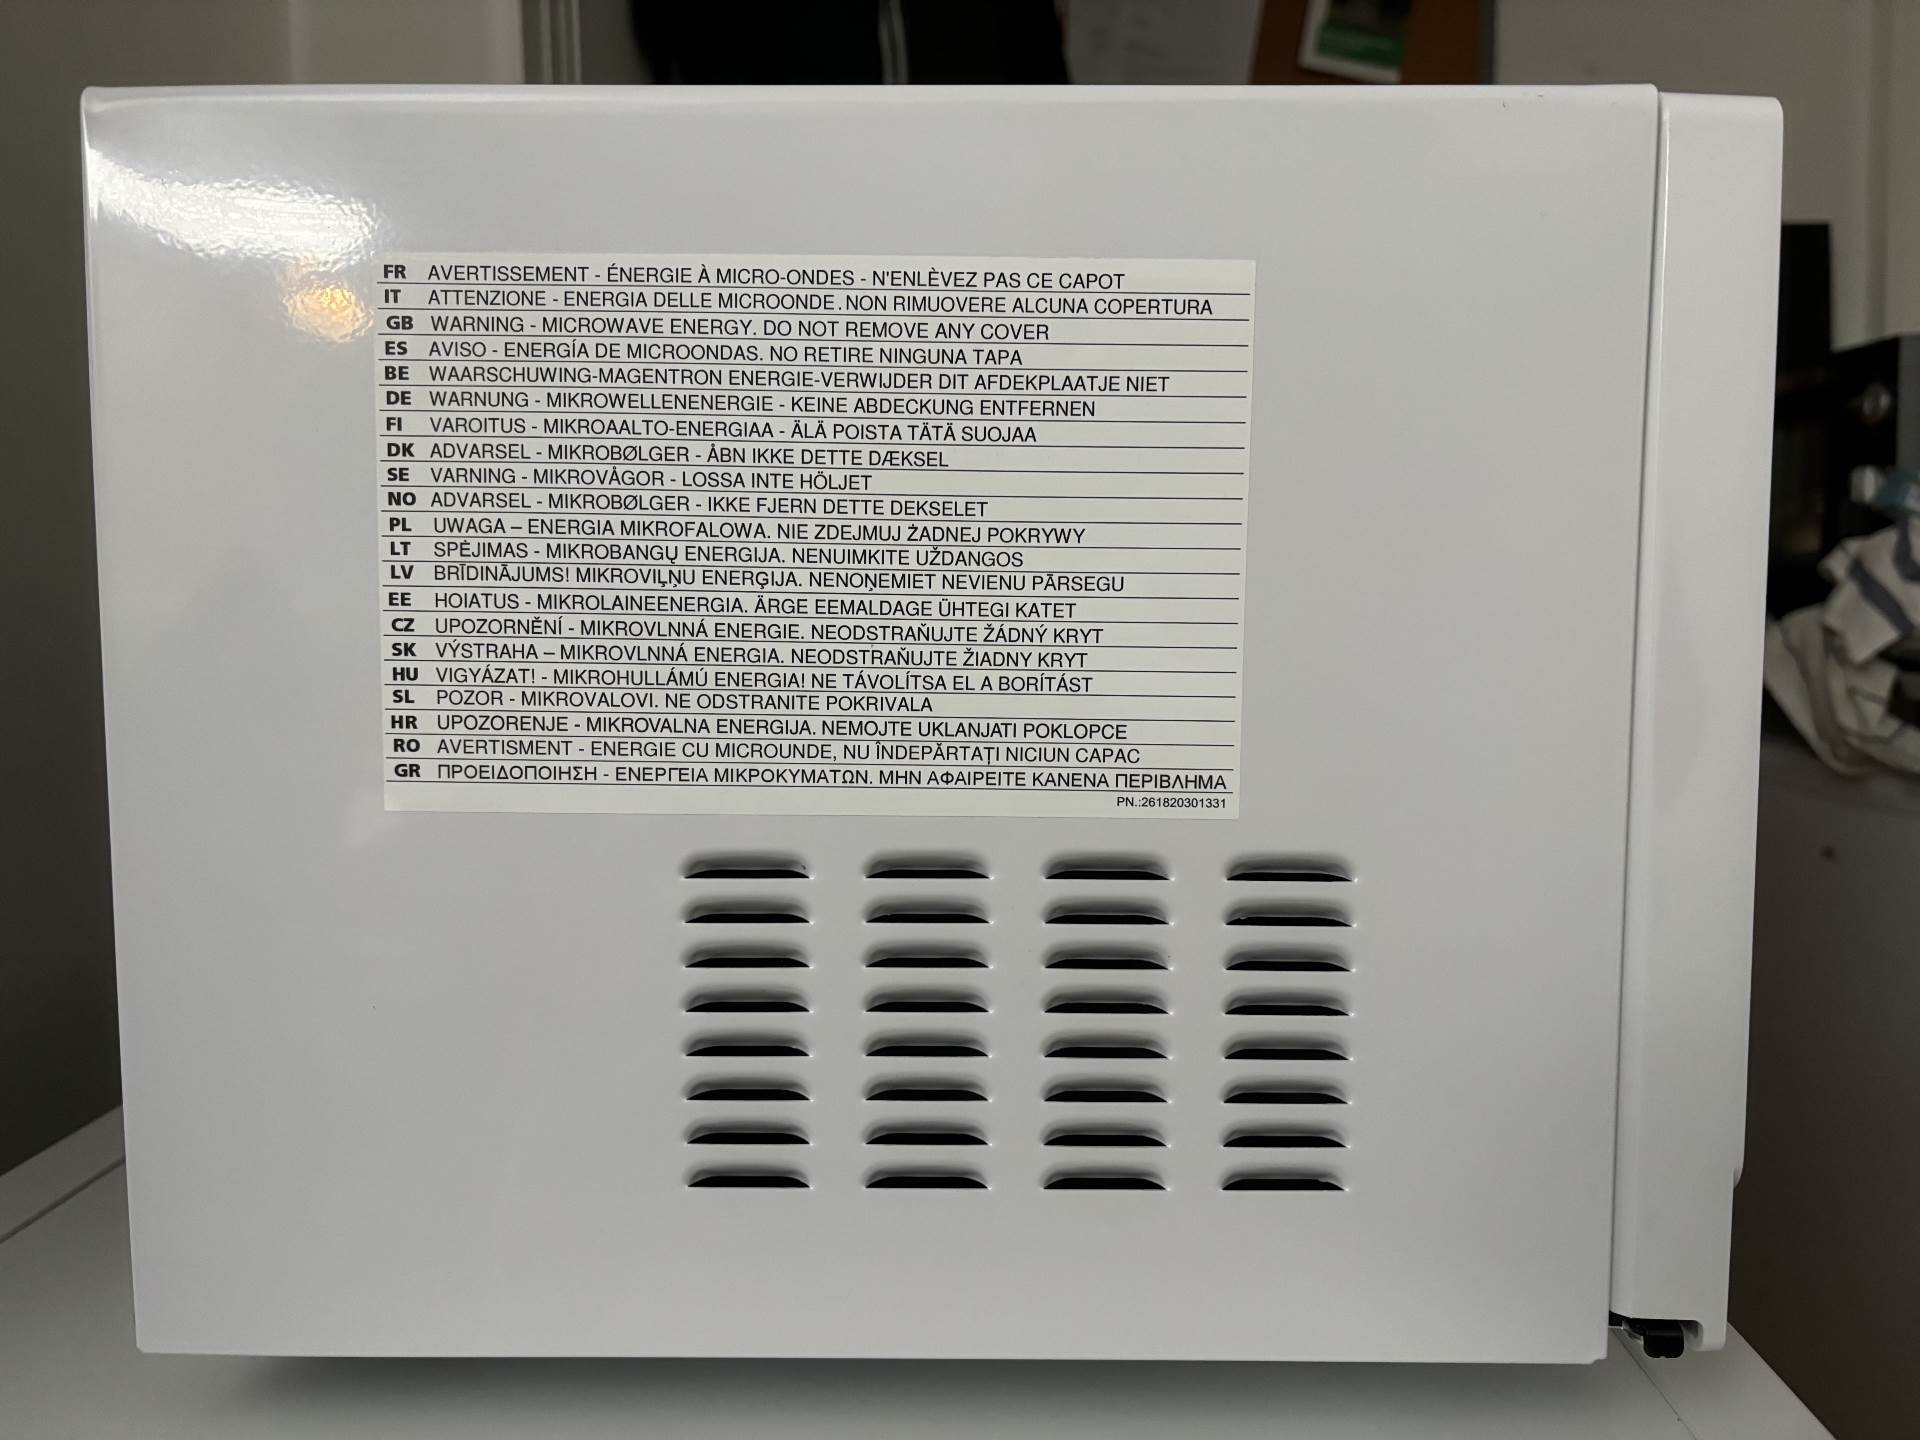 FR AVERTISSEMENT - ÉNERGIE À MICRO-ONDES - N'ENLÈVEZ PAS CE CAPOT
IT ATTENZIONE - ENERGIA DELLE MICROONDE. NON RIMUOVERE ALCUNA COPERTURA
GB WARNING - MICROWAVE ENERGY. DO NOT REMOVE ANY COVER
ES AVISO - ENERGÍA DE MICROONDAS. NO RETIRE NINGUNA TAPA
BE WAARSCHUWING-MAGENTRON ENERGIE-VERWIJDER DIT AFDEKPLAATJE NIET
DE WARNUNG - MIKROWELLENENERGIE - KEINE ABDECKUNG ENTFERNEN
FI VAROITUS - MIKROAALTO-ENERGIAA - ÄLÄ POISTA TÄTÄ SUOJAA
DK ADVARSEL - MIKROBØLGER - ÅBN IKKE DETTE DÆKSEL
SE VARNING - MIKROVÅGOR - LOSSA INTE HÖLJET
NO ADVARSEL - MIKROBØLGER - IKKE FJERN DETTE DEKSELET
PL UWAGA – ENERGIA MIKROFALOWA. NIE ZDEJMUJ ŻADNEJ POKRYWY
LT SPĖJIMAS - MIKROBANGŲ ENERGIJA. NENUIMKITE UŽDANGOS
LV BRĪDINĀJUMS! MIKROVIĻŅU ENERĢIJA. NENOŅEMIET NEVIENU PĀRSEGU
EE HOIATUS - MIKROLAINEENERGIA. ÄRGE EEMALDAGE ÜHTEGI KATET
CZ UPOZORNĚNÍ - MIKROVLNNÁ ENERGIE. NEODSTRAŇUJTE ŽÁDNÝ KRYT
SK VÝSTRAHA – MIKROVLNNÁ ENERGIA. NEODSTRAŇUJTE ŽIADNY KRYT
HU VIGYÁZAT! - MIKROHULLÁMÚ ENERGIA! NE TÁVOLÍTSA EL A BORÍTÁST
SL POZOR - MIKROVALOVI. NE ODSTRANITE POKRIVALA
HR UPOZORENJE - MIKROVALNA ENERGIJA. NEMOJTE UKLANJATI POKLOPCE
RO AVERTISMENT - ENERGIE CU MICROUNDE, NU ÎNDEPĂRTAȚI NICIUN CAPAC
GR ΠΡΟΕΙΔΟΠΟΙΗΣΗ - ΕΝΕΡΓΕΙΑ ΜΙΚΡΟΚΥΜΑΤΩΝ. ΜΗΝ ΑΦΑΙΡΕΙΤΕ ΚΑΝΕΝΑ ΠΕΡΙΒΛΗΜΑ
PN.:261820301331